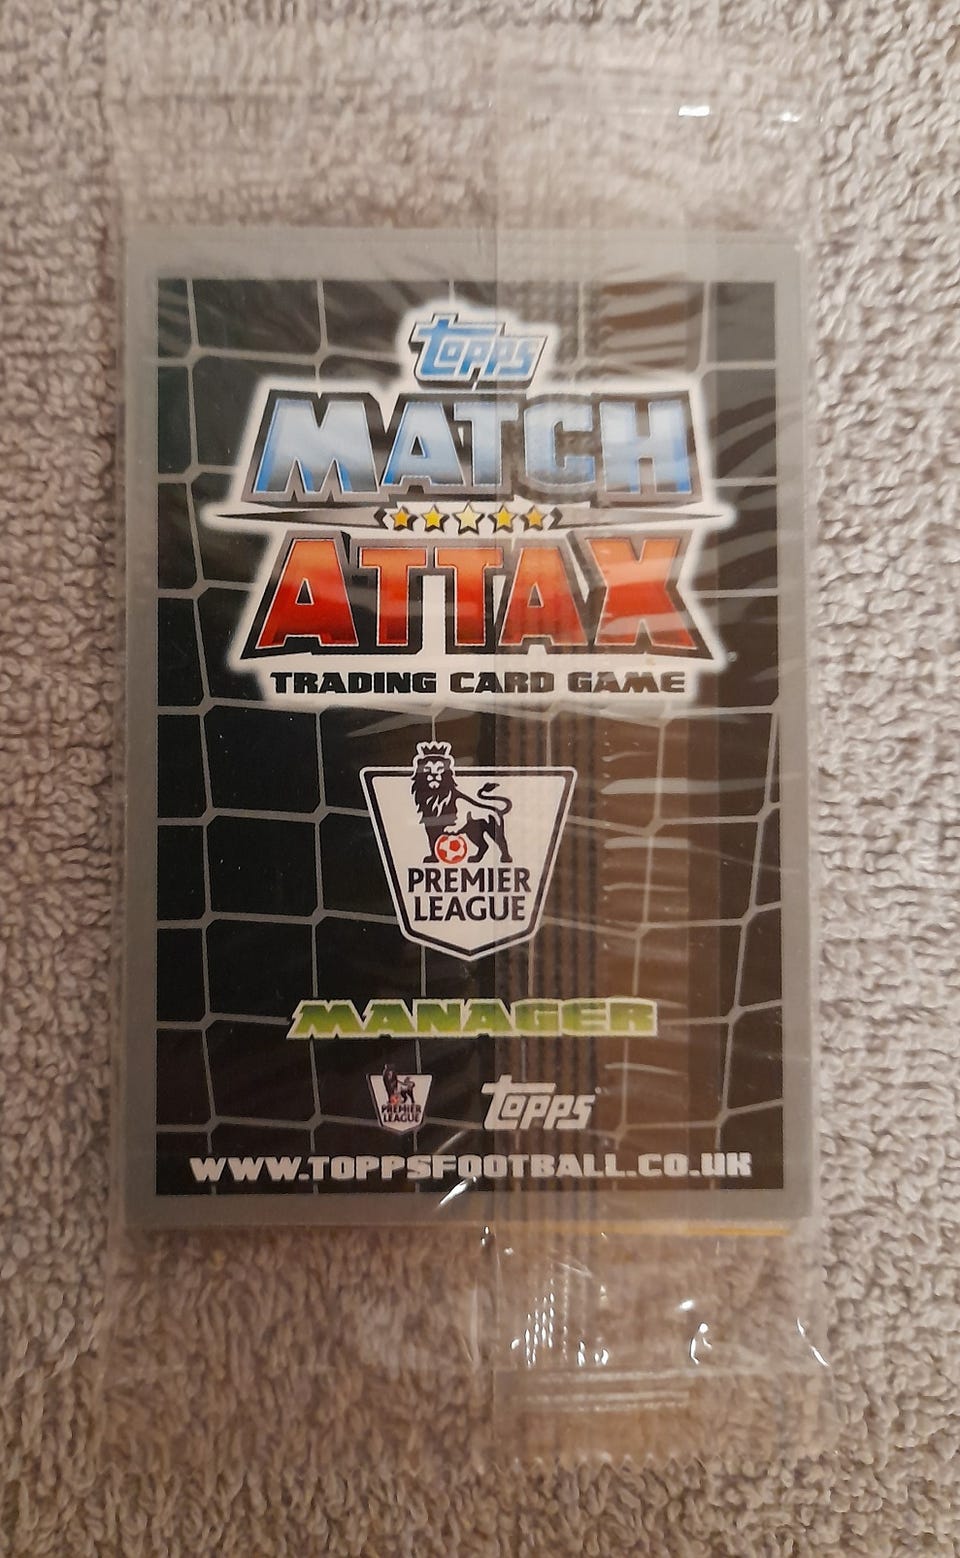 Topps
MATCH
ATTAX
TRADING CARD GAME
PREMIER
LEAGUE
MANAGER
PREMIER
LEAGUE
Topps
WWW.TOPPSFOOTBALL.CO.UK